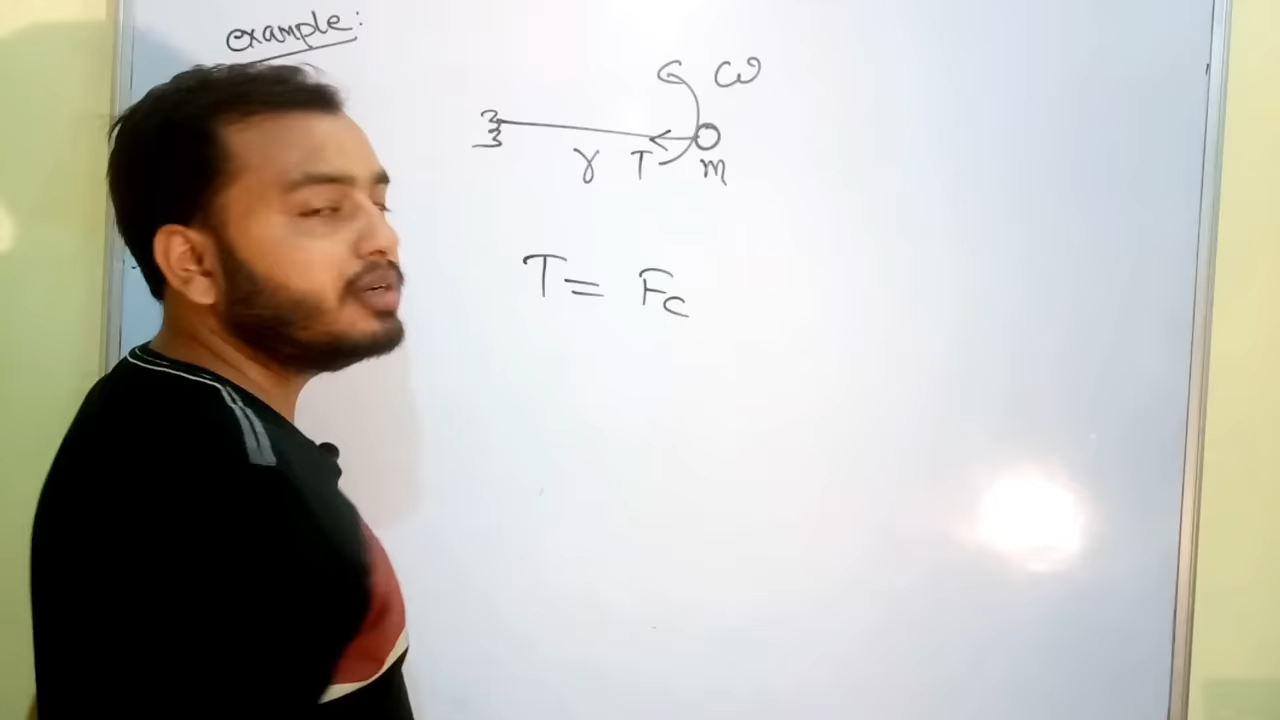 example:
ω
r T m
T = Fc